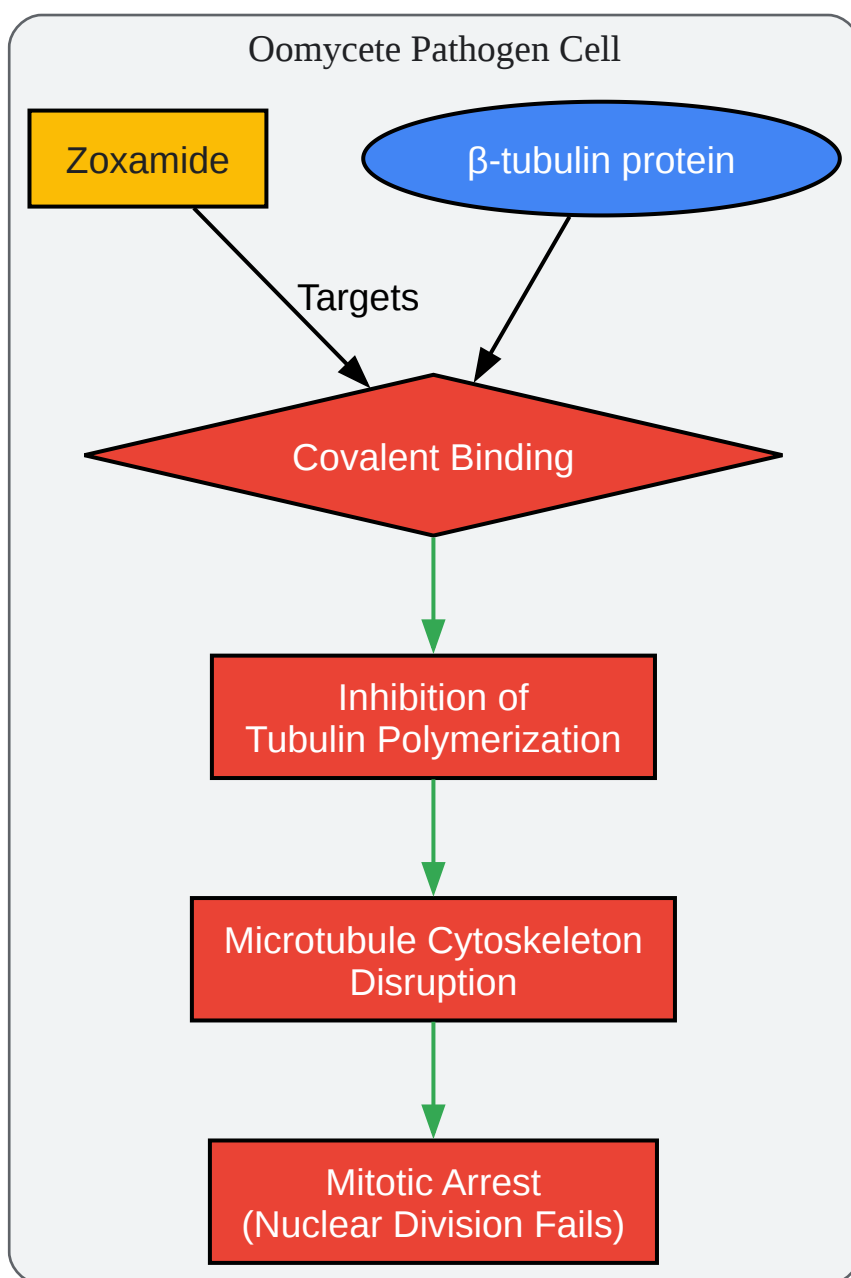 Oomycete Pathogen Cell
Zoxamide
β-tubulin protein
Targets
Covalent Binding
Inhibition of
Tubulin Polymerization
Microtubule Cytoskeleton
Disruption
Mitotic Arrest
(Nuclear Division Fails)